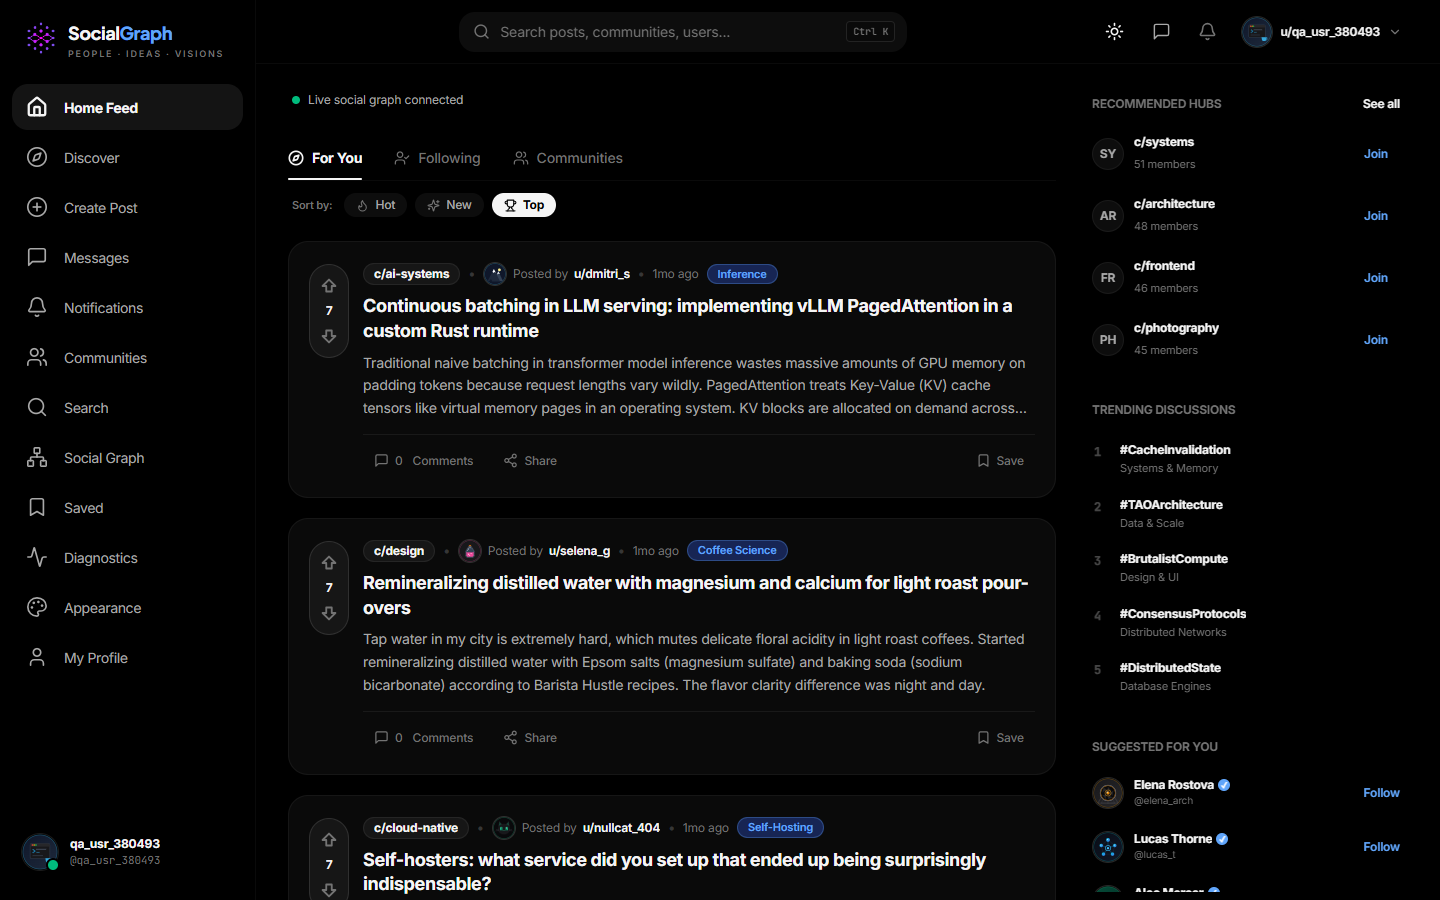 SocialGraph
PEOPLE · IDEAS · VISIONS
Home Feed
Discover
Create Post
Messages
Notifications
Communities
Search
Social Graph
Saved
Diagnostics
Appearance
My Profile
qa_usr_380493
@qa_usr_380493
Search posts, communities, users...
Ctrl K
u/qa_usr_380493
Live social graph connected
For You
Following
Communities
Sort by:
Hot
New
Top
7
c/ai-systems • Posted by u/dmitri_s • 1mo ago Inference
Continuous batching in LLM serving: implementing vLLM PagedAttention in a
custom Rust runtime
Traditional naive batching in transformer model inference wastes massive amounts of GPU memory on
padding tokens because request lengths vary wildly. PagedAttention treats Key-Value (KV) cache
tensors like virtual memory pages in an operating system. KV blocks are allocated on demand across...
0 Comments
Share
Save
7
c/design • Posted by u/selena_g • 1mo ago Coffee Science
Remineralizing distilled water with magnesium and calcium for light roast pour-
overs
Tap water in my city is extremely hard, which mutes delicate floral acidity in light roast coffees. Started
remineralizing distilled water with Epsom salts (magnesium sulfate) and baking soda (sodium
bicarbonate) according to Barista Hustle recipes. The flavor clarity difference was night and day.
0 Comments
Share
Save
7
c/cloud-native • Posted by u/nullcat_404 • 1mo ago Self-Hosting
Self-hosters: what service did you set up that ended up being surprisingly
indispensable?
RECOMMENDED HUBS
See all
SY
c/systems
51 members
Join
AR
c/architecture
48 members
Join
FR
c/frontend
46 members
Join
PH
c/photography
45 members
Join
TRENDING DISCUSSIONS
1
#CacheInvalidation
Systems & Memory
2
#TAOArchitecture
Data & Scale
3
#BrutalistCompute
Design & UI
4
#ConsensusProtocols
Distributed Networks
5
#DistributedState
Database Engines
SUGGESTED FOR YOU
Elena Rostova
@elena_arch
Follow
Lucas Thorne
@lucas_t
Follow